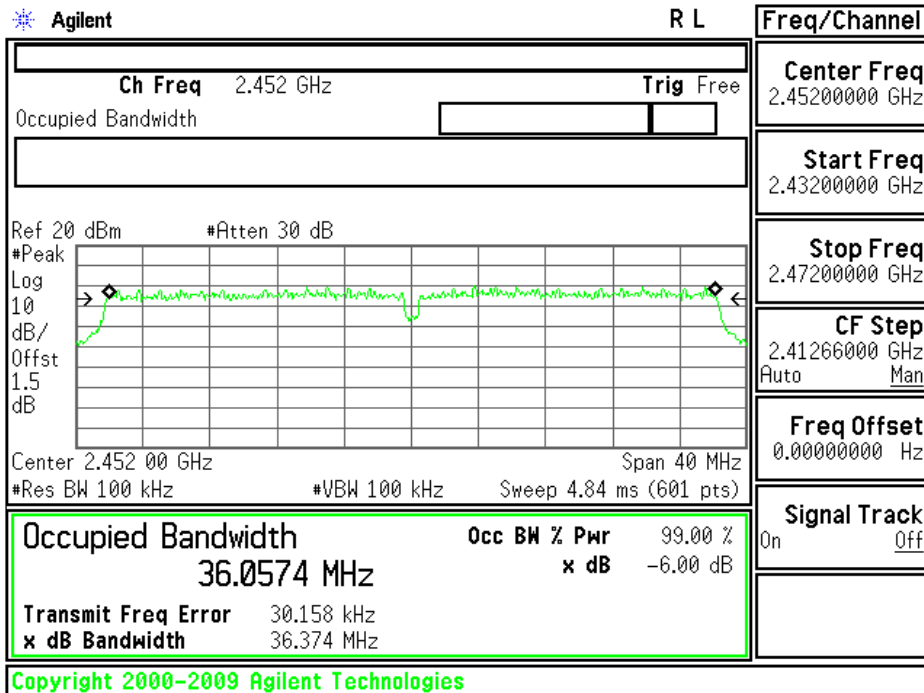 Agilent
R L
Freq/Channel
Ch Freq 2.452 GHz
Trig Free
Occupied Bandwidth
Center Freq
2.45200000 GHz
Start Freq
2.43200000 GHz
Stop Freq
2.47200000 GHz
CF Step
2.41266000 GHz
Auto Man
Freq Offset
0.00000000 Hz
Signal Track
On Off
Ref 20 dBm #Atten 30 dB
#Peak
Log
10
dB/
Offst
1.5
dB
Center 2.452 00 GHz Span 40 MHz
#Res BW 100 kHz #VBW 100 kHz Sweep 4.84 ms (601 pts)
Occupied Bandwidth
36.0574 MHz
Occ BW % Pwr 99.00 %
x dB -6.00 dB
Transmit Freq Error 30.158 kHz
x dB Bandwidth 36.374 MHz
Copyright 2000-2009 Agilent Technologies